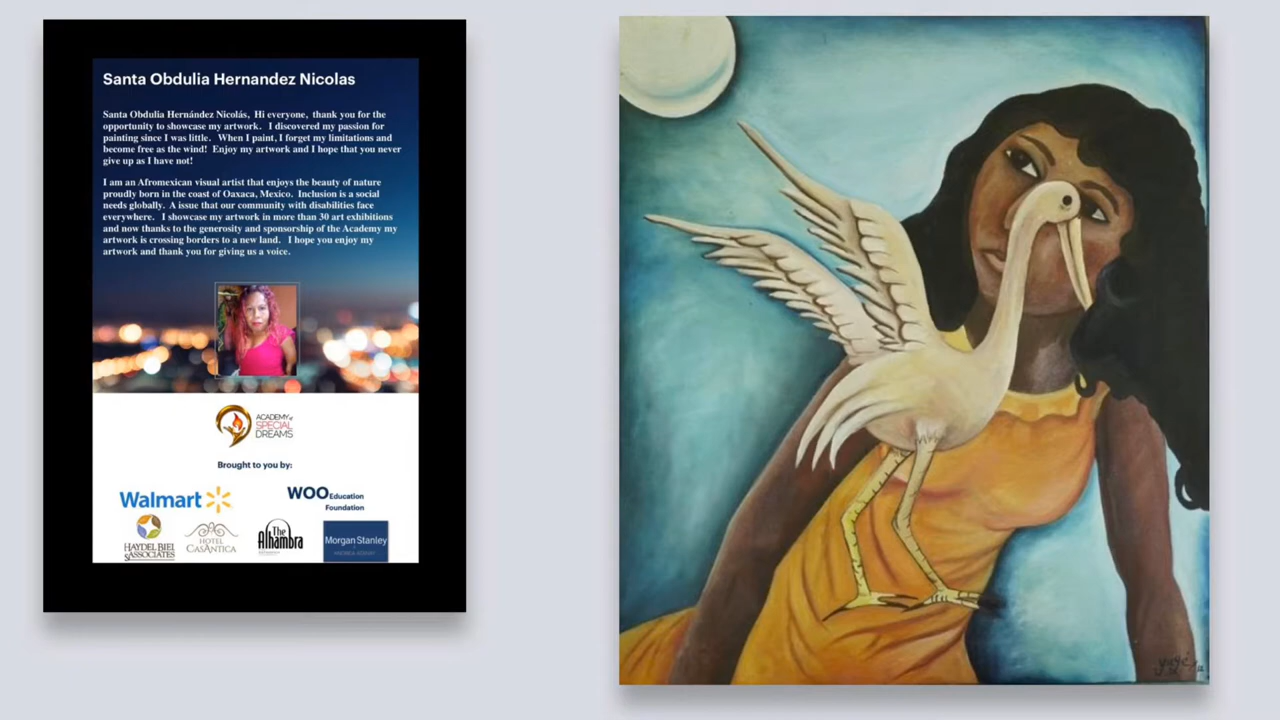 Santa Obdulia Hernandez Nicolas
Santa Obdulia Hernández Nicolás, Hi everyone, thank you for the
opportunity to showcase my artwork. I discovered my passion for
painting since I was little. When I paint, I forget my limitations and
become free as the wind! Enjoy my artwork and I hope that you never
give up as I have not!
I am an Afromexican visual artist that enjoys the beauty of nature
proudly born in the coast of Oaxaca, Mexico. Inclusion is a social
needs globally. A issue that our community with disabilities face
everywhere. I showcase my artwork in more than 30 art exhibitions
and now thanks to the generosity and sponsorship of the Academy my
artwork is crossing borders to a new land. I hope you enjoy my
artwork and thank you for giving us a voice.
ACADEMY of
SPECIAL
DREAMS
Brought to you by:
Walmart
WOO Education
Foundation
HAYDEL BIEL
& ASSOCIATES
HOTEL
CASANTICA
The
Alhambra
Morgan Stanley